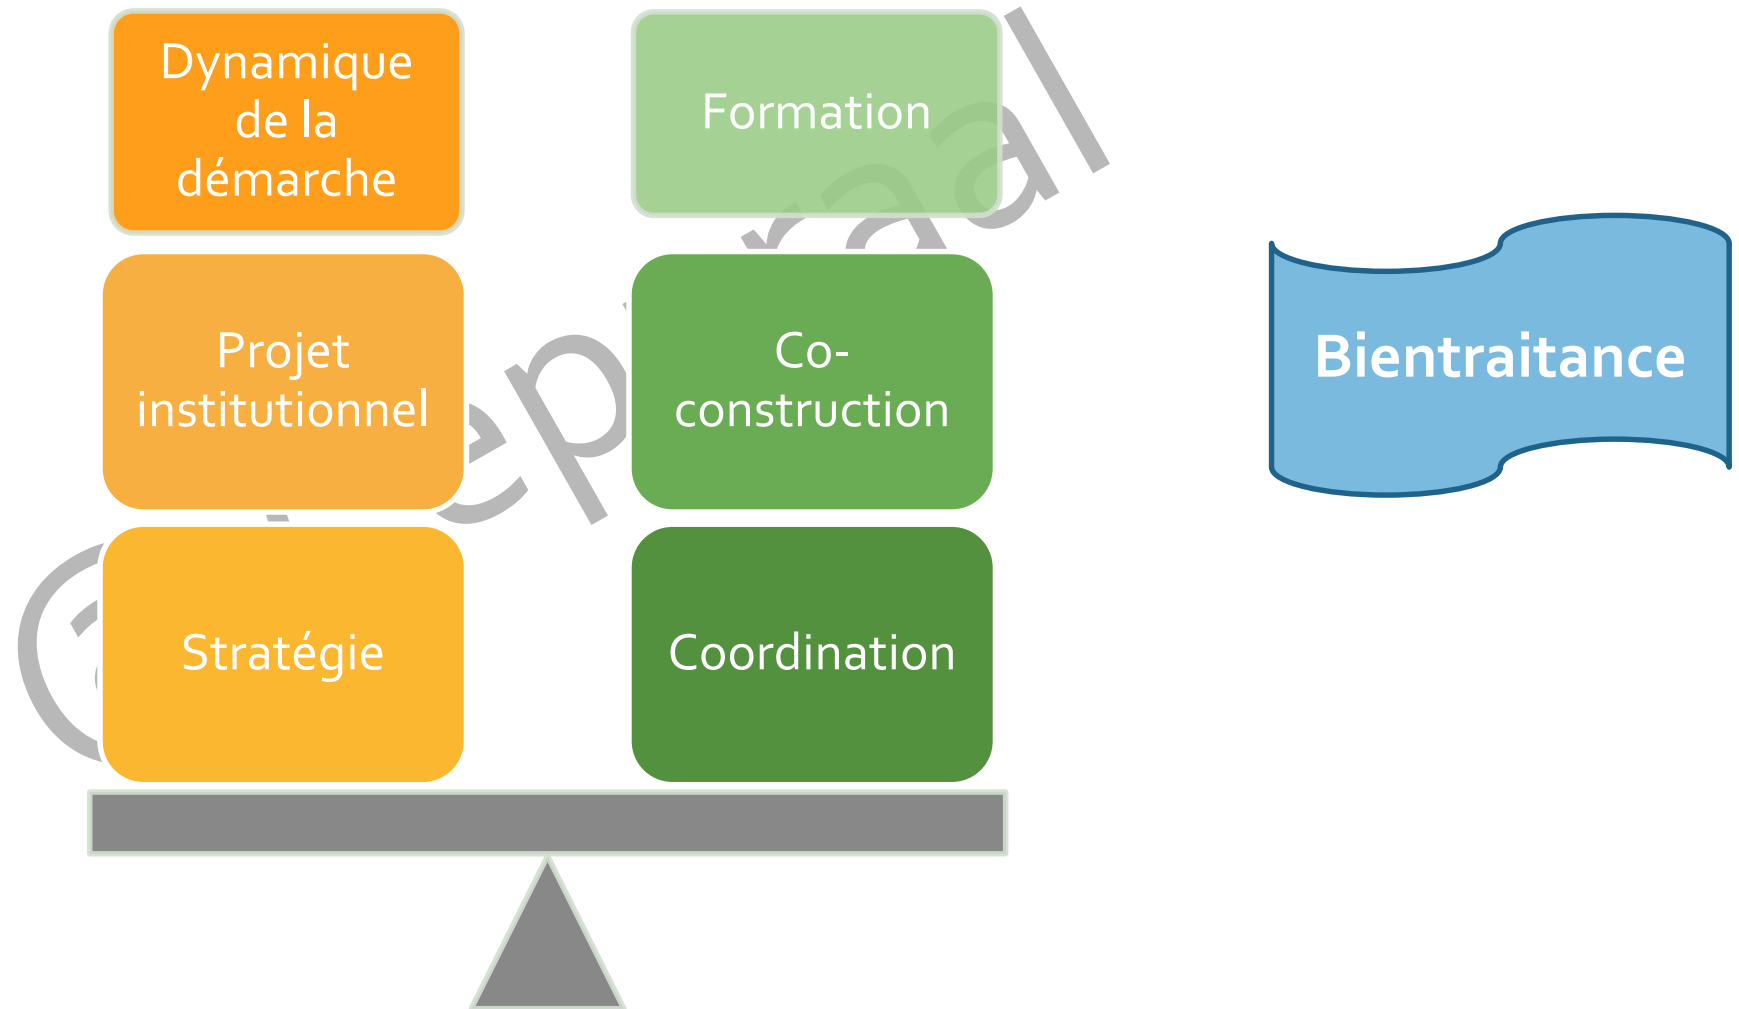 Dynamique
de la
démarche
Formation
Projet
institutionnel
Co-
construction
Bientraitance
Stratégie
Coordination